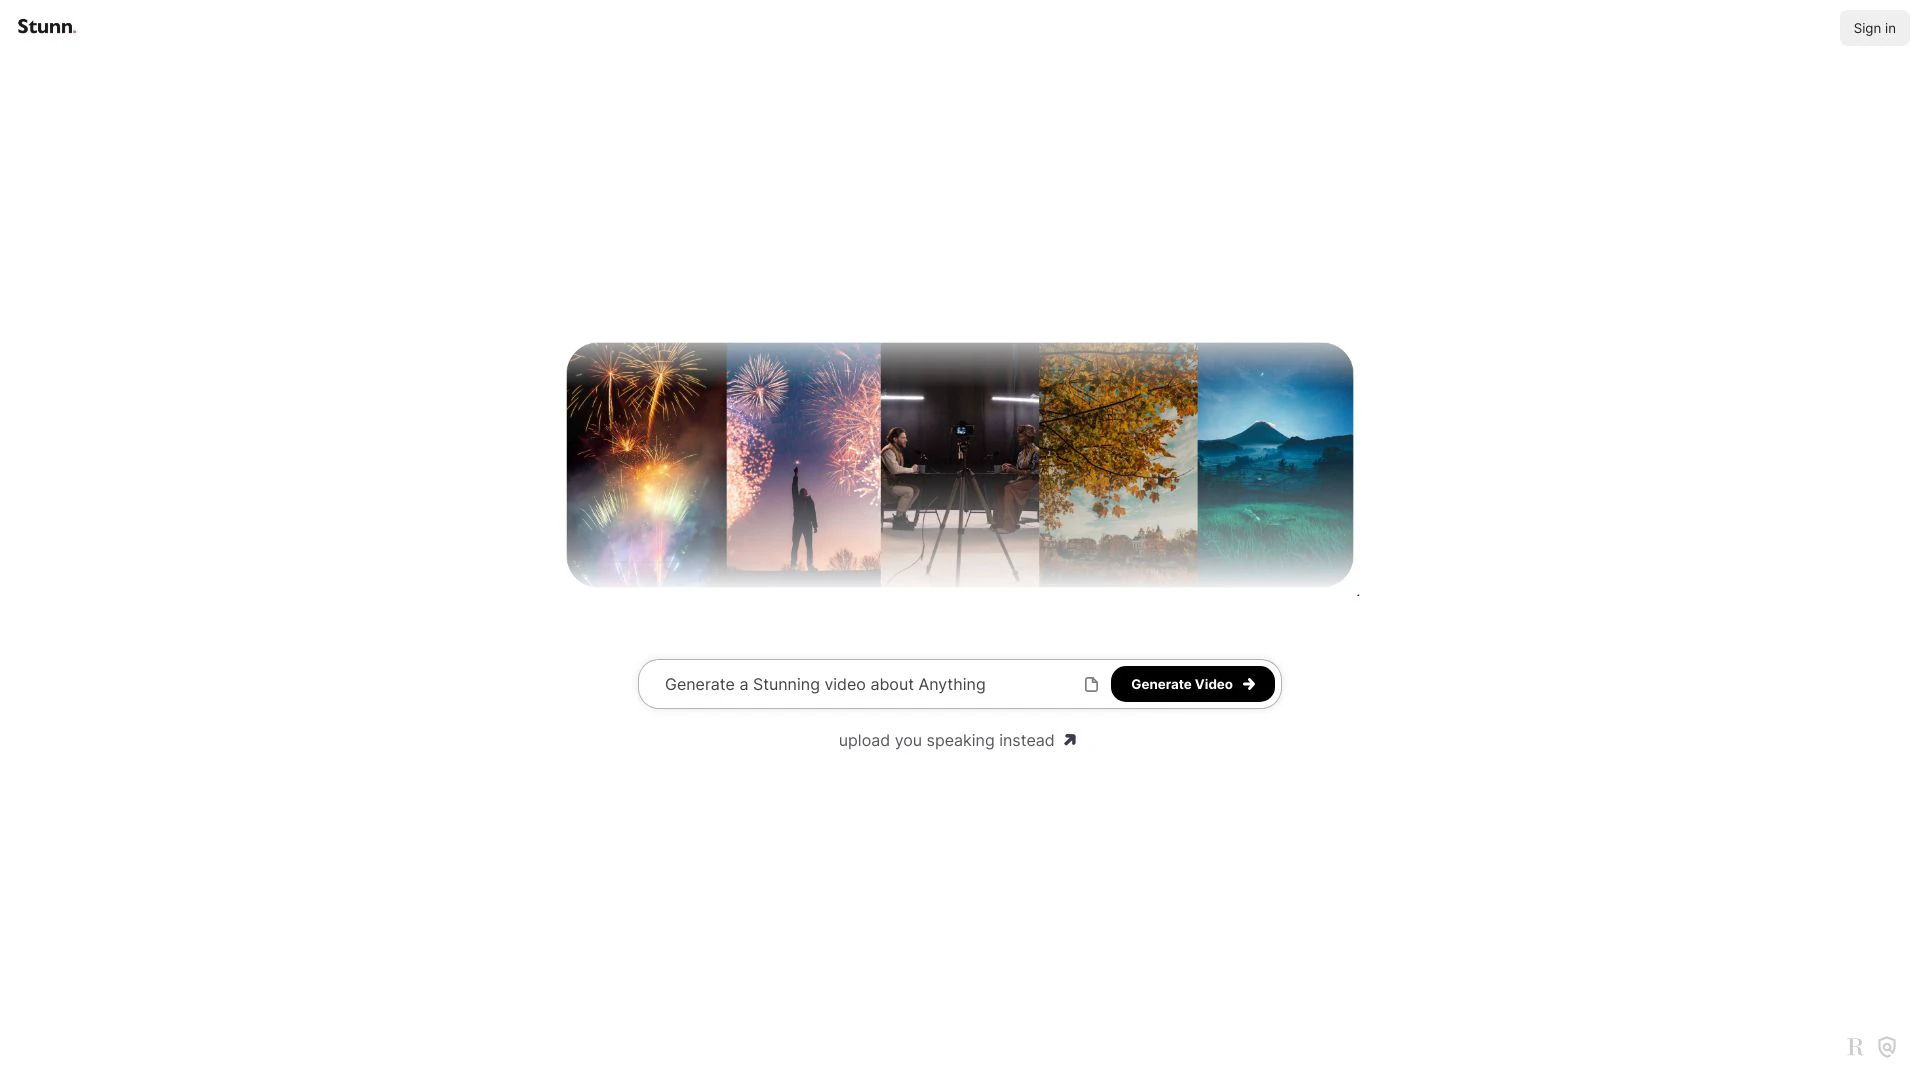 Stunn.
Sign in
Generate a Stunning video about Anything
Generate Video
upload you speaking instead
R